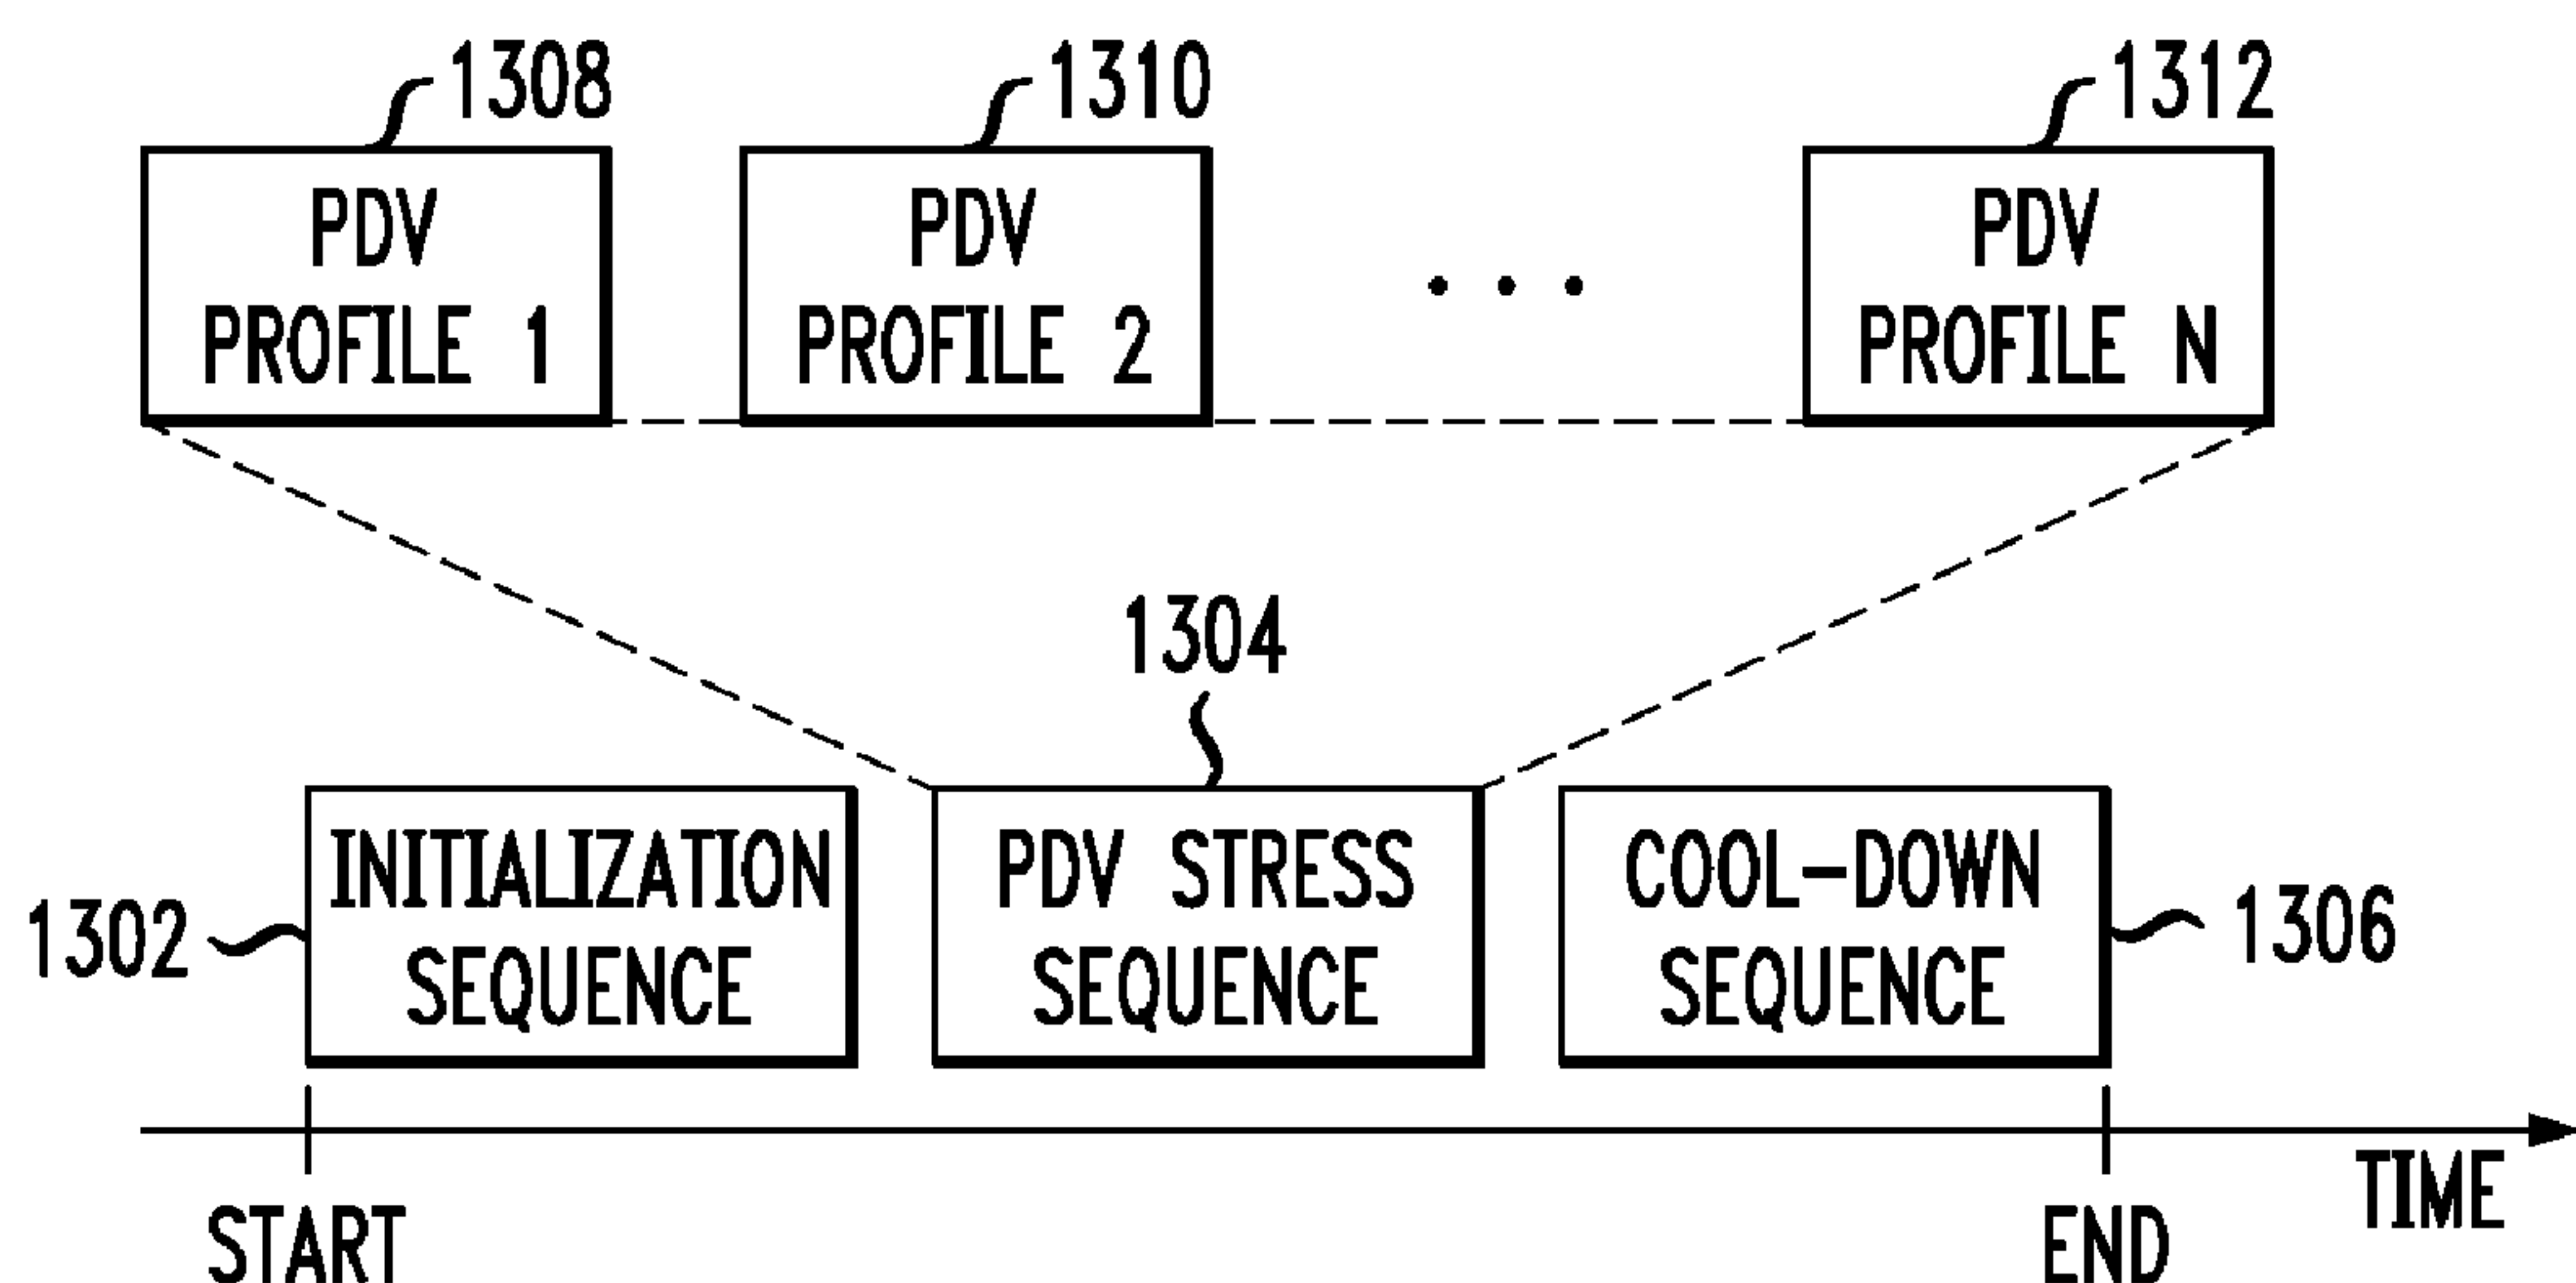 1308
1310
1312
PDV
PROFILE 1
PDV
PROFILE 2
. . .
PDV
PROFILE N
1304
1302
INITIALIZATION
SEQUENCE
PDV STRESS
SEQUENCE
COOL-DOWN
SEQUENCE
1306
START
END
TIME